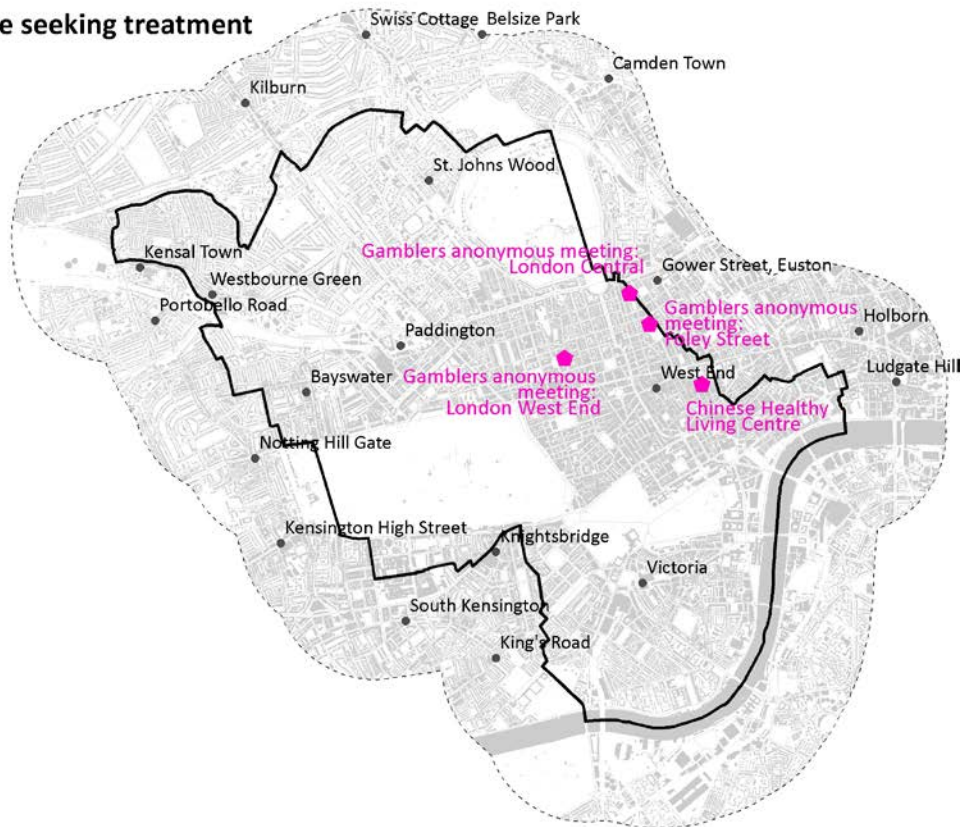 e seeking treatment
Swiss Cottage
Belsize Park
Camden Town
Kilburn
St. Johns Wood
Kensal Town
Gamblers anonymous meeting:
London Central
Gower Street, Euston
Westbourne Green
Portobello Road
Gamblers anonymous
meeting:
Foley Street
Holborn
Paddington
Ludgate Hill
West End
Bayswater
Gamblers anonymous
meeting:
London West End
Chinese Healthy
Living Centre
Notting Hill Gate
Kensington High Street
Knightsbridge
Victoria
South Kensington
King's Road